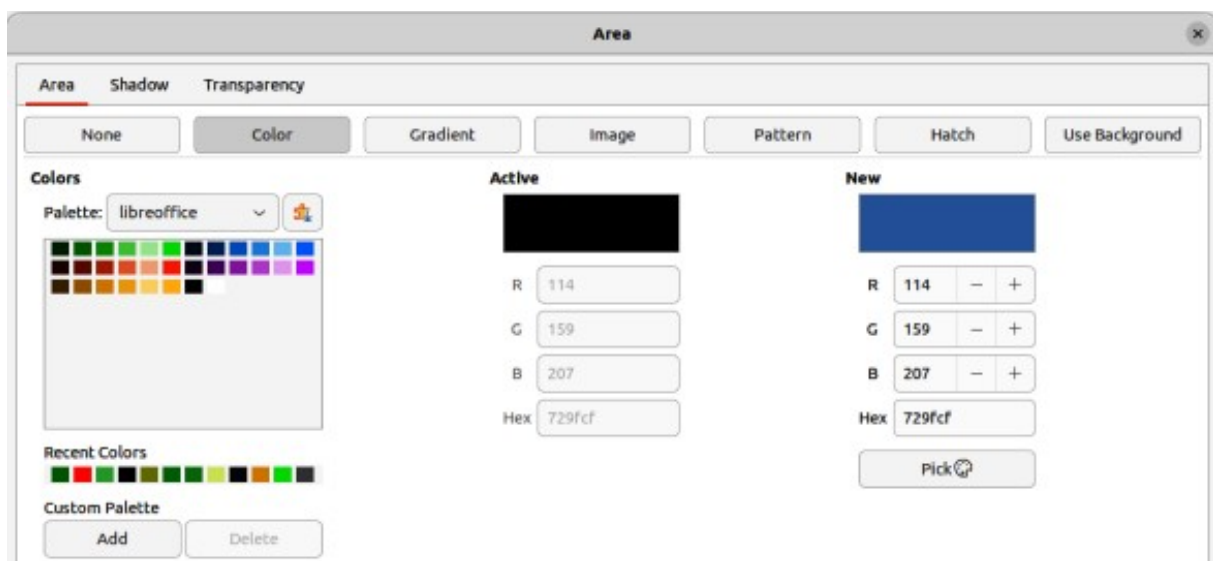 Area
Area Shadow Transparency
None Color Gradient Image Pattern Hatch Use Background
Colors Active New
Palette: libreoffice
R 114 R 114 − +
G 159 G 159 − +
B 207 B 207 − +
Hex 729fcf Hex 729fcf
Recent Colors
Pick
Custom Palette
Add Delete